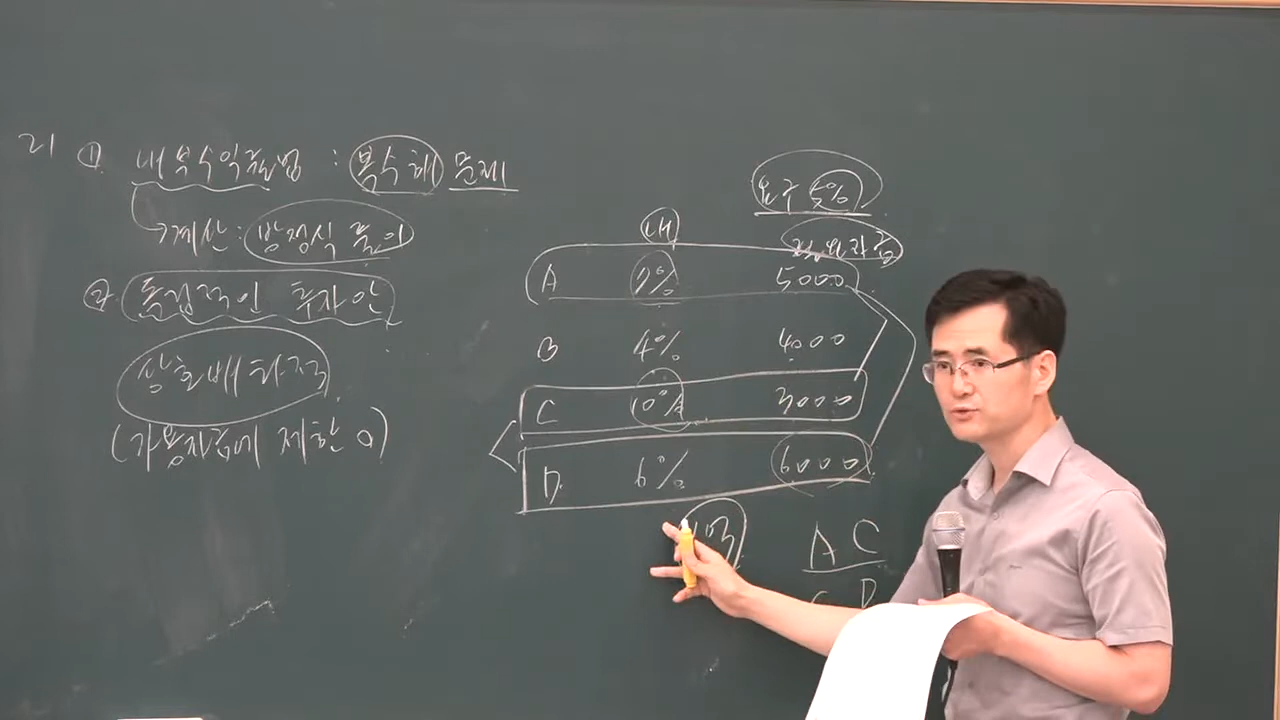 21 ① 내부수익률법 : 복수해 문제
→ 계산 : 방정식 풀이
② 독립적인 투자안
상호배타적
(가용자금에 제한 O)
요구 5%
내
A 7% 5000
B 4% 4000
C 10% 3000
D 6% 6000
A C
C D